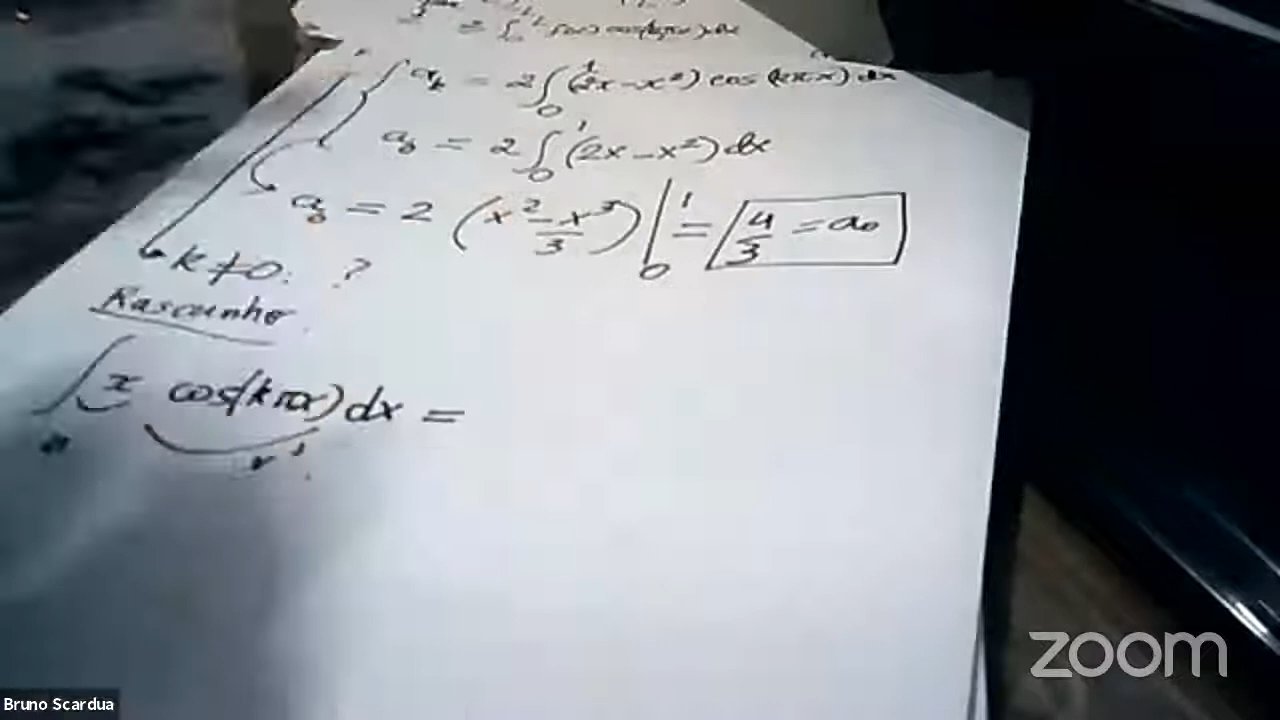 a_k = 2∫₀¹ (2x − x²) cos(kπx) dx
a₀ = 2∫₀¹ (2x − x²) dx
a₀ = 2 (x² − x³/3) |₀¹ = 4/3 = a₀
k ≠ 0: ?
Rascunho
∫ x cos(kπx) dx =
u v'
zoom
Bruno Scardua